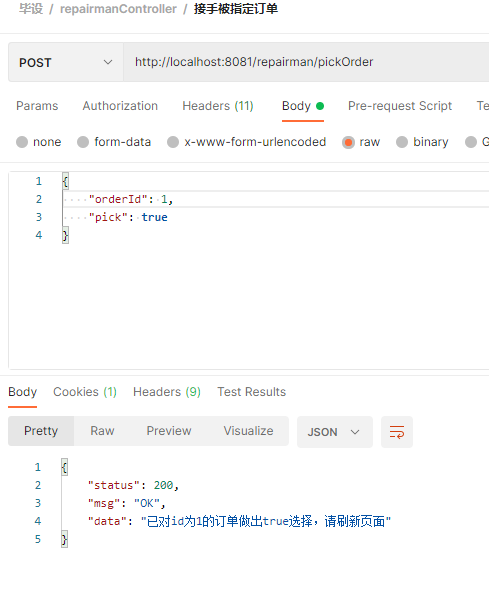 毕设 / repairmanController / 接手被指定订单
POST http://localhost:8081/repairman/pickOrder
Params Authorization Headers (11) Body Pre-request Script Te
none form-data x-www-form-urlencoded raw binary G
1 {
2 "orderId": 1,
3 "pick": true
4 }
Body Cookies (1) Headers (9) Test Results
Pretty Raw Preview Visualize JSON
1 {
2 "status": 200,
3 "msg": "OK",
4 "data": "已对id为1的订单做出true选择，请刷新页面"
5 }